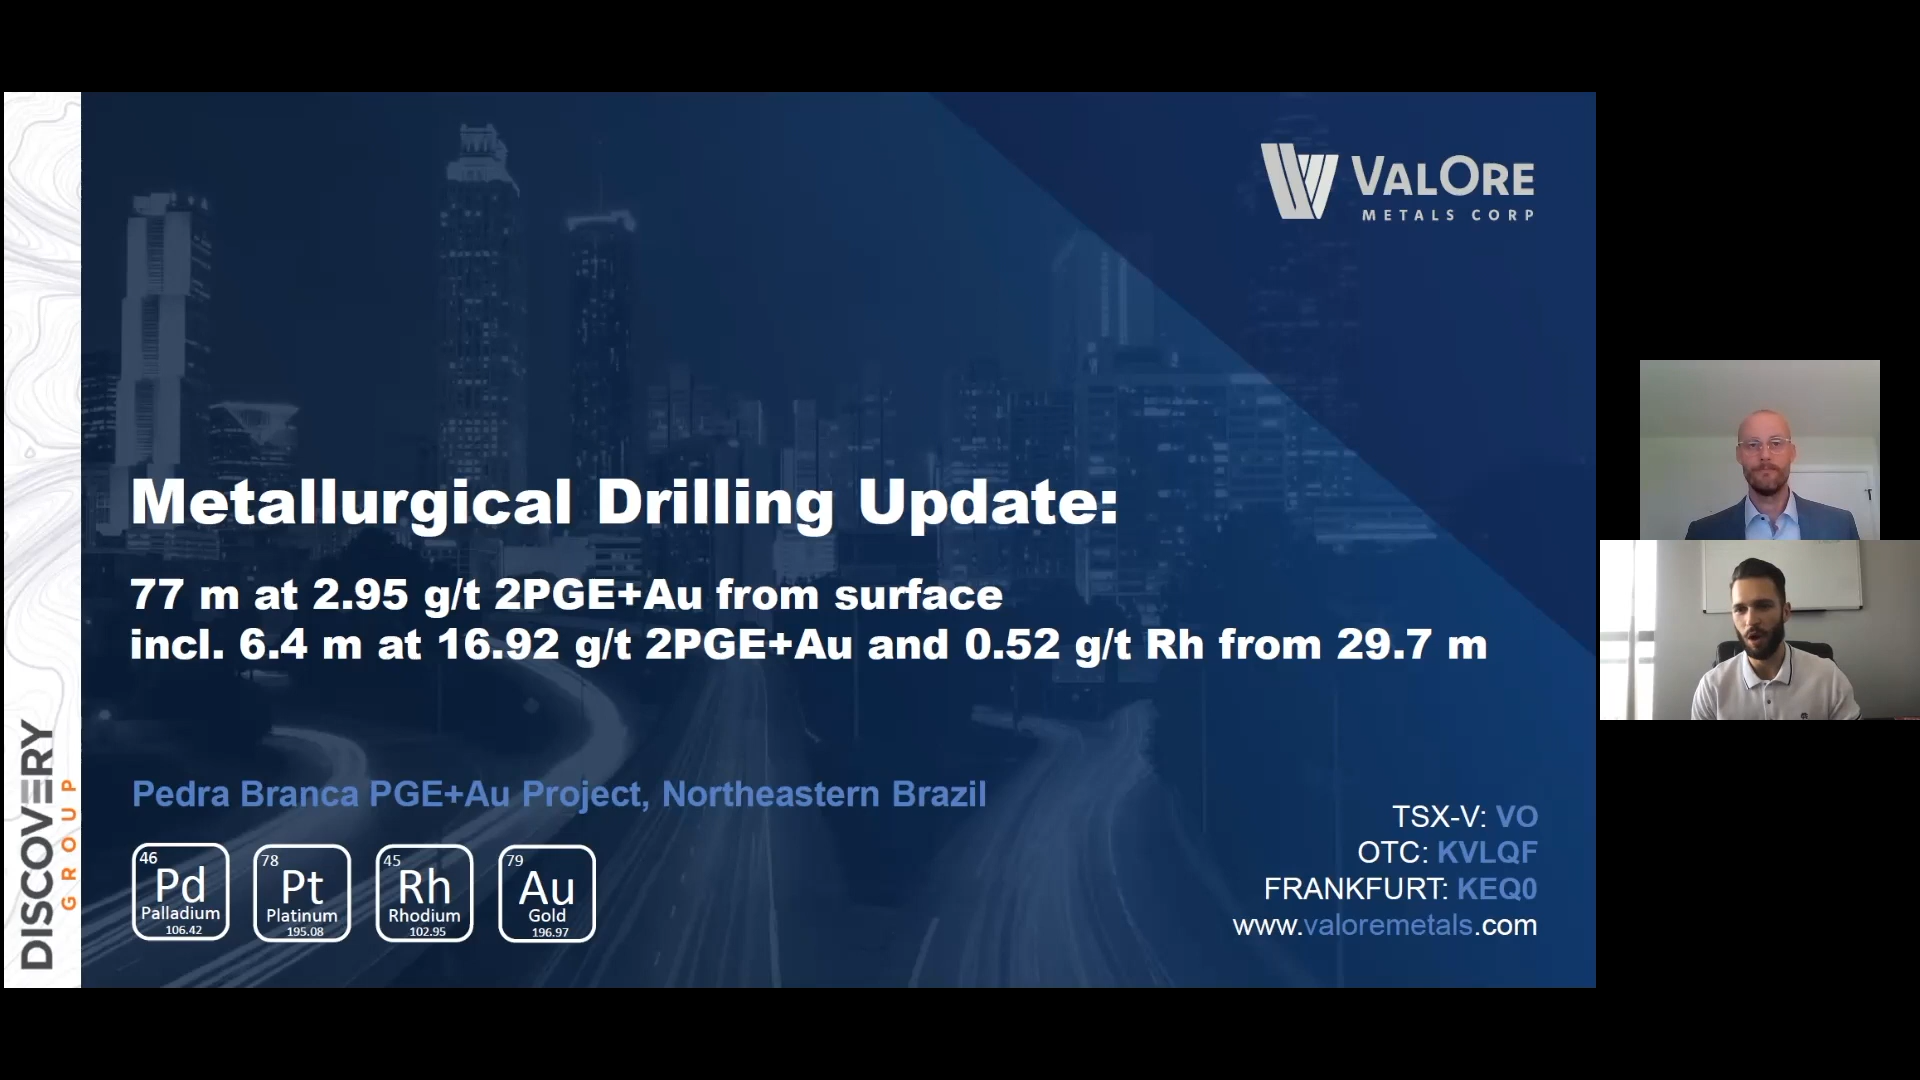 VALORE
METALS CORP
Metallurgical Drilling Update:
77 m at 2.95 g/t 2PGE+Au from surface
incl. 6.4 m at 16.92 g/t 2PGE+Au and 0.52 g/t Rh from 29.7 m
Pedra Branca PGE+Au Project, Northeastern Brazil
46
Pd
Palladium
106.42
78
Pt
Platinum
195.08
45
Rh
Rhodium
102.95
79
Au
Gold
196.97
TSX-V: VO
OTC: KVLQF
FRANKFURT: KEQ0
www.valoremetals.com
DISCOVERY
GROUP